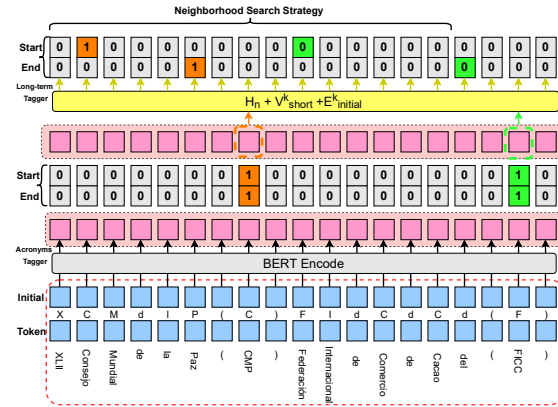 Neighborhood Search Strategy
Start 0 1 0 0 0 0 0 0 0 0 0 0 0 0 0 0 0 0 0
End 0 0 0 0 0 1 0 0 0 0 0 0 0 0 0 0 0 0 0
Long-term
Tagger
H_n + V^k_short +E^k_initial
Start 0 0 0 0 0 0 0 1 0 0 0 0 0 0 0 0 0 1 0
End 0 0 0 0 0 0 0 1 0 0 0 0 0 0 0 0 0 1 0
Acronyms
Tagger
BERT Encode
Initial
X C M d l P ( C ) F I d C d C d ( F )
Token
XLII Consejo Mundial de la Paz ( CMP ) Federación Internacional de Comercio de Cacao del ( FICC )